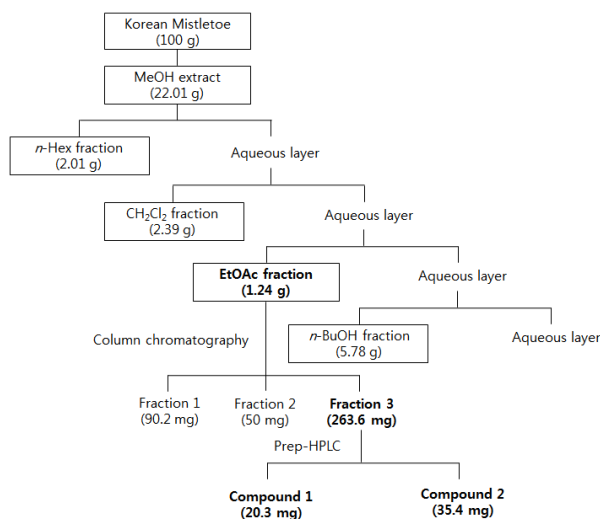 Korean Mistletoe
(100 g)
MeOH extract
(22.01 g)
n-Hex fraction
(2.01 g)
Aqueous layer
CH₂Cl₂ fraction
(2.39 g)
Aqueous layer
EtOAc fraction
(1.24 g)
Aqueous layer
Column chromatography
n-BuOH fraction
(5.78 g)
Aqueous layer
Fraction 1
(90.2 mg)
Fraction 2
(50 mg)
Fraction 3
(263.6 mg)
Prep-HPLC
Compound 1
(20.3 mg)
Compound 2
(35.4 mg)